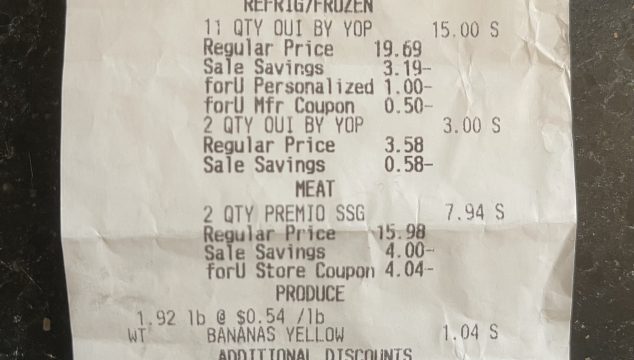 REFRIG/FROZEN
11 QTY OUI BY YOP 15.00 S
Regular Price 19.69
Sale Savings 3.19-
forU Personalized 1.00-
forU Mfr Coupon 0.50-
2 QTY OUI BY YOP 3.00 S
Regular Price 3.58
Sale Savings 0.58-
MEAT
2 QTY PREMIO SSG 7.94 S
Regular Price 15.98
Sale Savings 4.00-
forU Store Coupon 4.04-
PRODUCE
1.92 lb @ $0.54 /lb
WT BANANAS YELLOW 1.04 S
ADDITIONAL DISCOUNTS